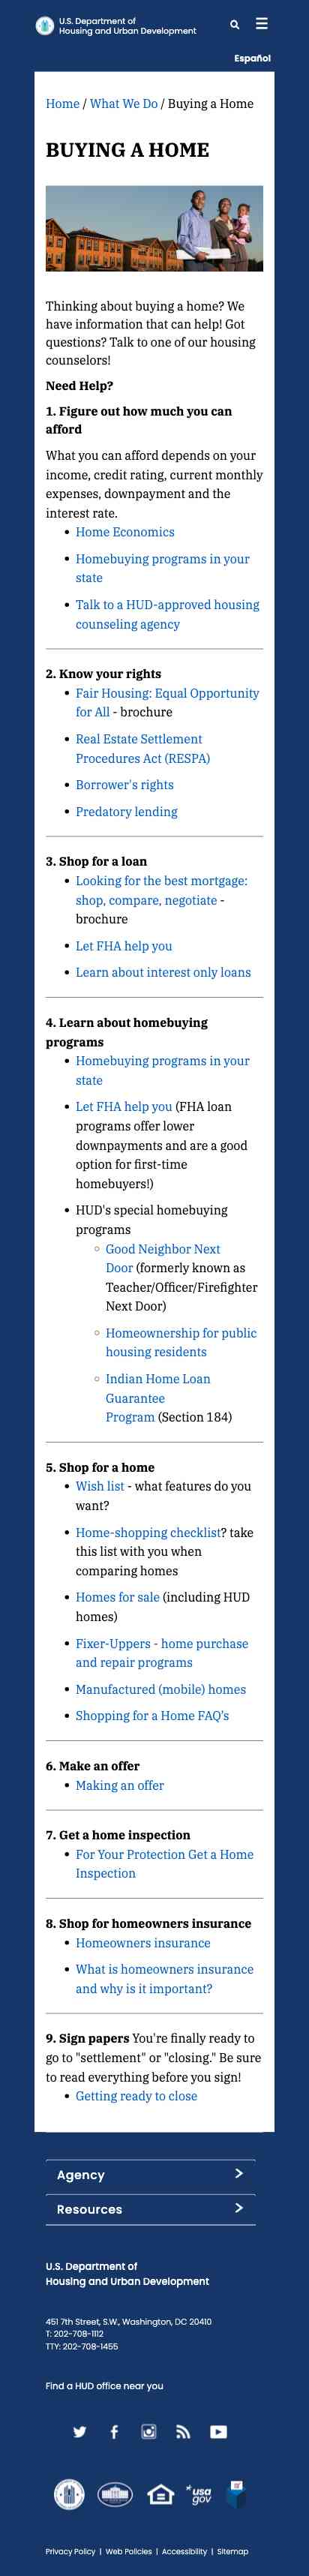 U.S. Department of
Housing and Urban Development
Español
Home / What We Do / Buying a Home
BUYING A HOME
Thinking about buying a home? We
have information that can help! Got
questions? Talk to one of our housing
counselors!
Need Help?
1. Figure out how much you can
afford
What you can afford depends on your
income, credit rating, current monthly
expenses, downpayment and the
interest rate.
• Home Economics
• Homebuying programs in your
state
• Talk to a HUD-approved housing
counseling agency
2. Know your rights
• Fair Housing: Equal Opportunity
for All - brochure
• Real Estate Settlement
Procedures Act (RESPA)
• Borrower's rights
• Predatory lending
3. Shop for a loan
• Looking for the best mortgage:
shop, compare, negotiate -
brochure
• Let FHA help you
• Learn about interest only loans
4. Learn about homebuying
programs
• Homebuying programs in your
state
• Let FHA help you (FHA loan
programs offer lower
downpayments and are a good
option for first-time
homebuyers!)
• HUD's special homebuying
programs
○ Good Neighbor Next
Door (formerly known as
Teacher/Officer/Firefighter
Next Door)
○ Homeownership for public
housing residents
○ Indian Home Loan
Guarantee
Program (Section 184)
5. Shop for a home
• Wish list - what features do you
want?
• Home-shopping checklist? take
this list with you when
comparing homes
• Homes for sale (including HUD
homes)
• Fixer-Uppers - home purchase
and repair programs
• Manufactured (mobile) homes
• Shopping for a Home FAQ's
6. Make an offer
• Making an offer
7. Get a home inspection
• For Your Protection Get a Home
Inspection
8. Shop for homeowners insurance
• Homeowners insurance
• What is homeowners insurance
and why is it important?
9. Sign papers You're finally ready to
go to "settlement" or "closing." Be sure
to read everything before you sign!
• Getting ready to close
Agency
Resources
U.S. Department of
Housing and Urban Development
451 7th Street, S.W., Washington, DC 20410
T: 202-708-1112
TTY: 202-708-1455
Find a HUD office near you
usa
gov
Privacy Policy | Web Policies | Accessibility | Sitemap